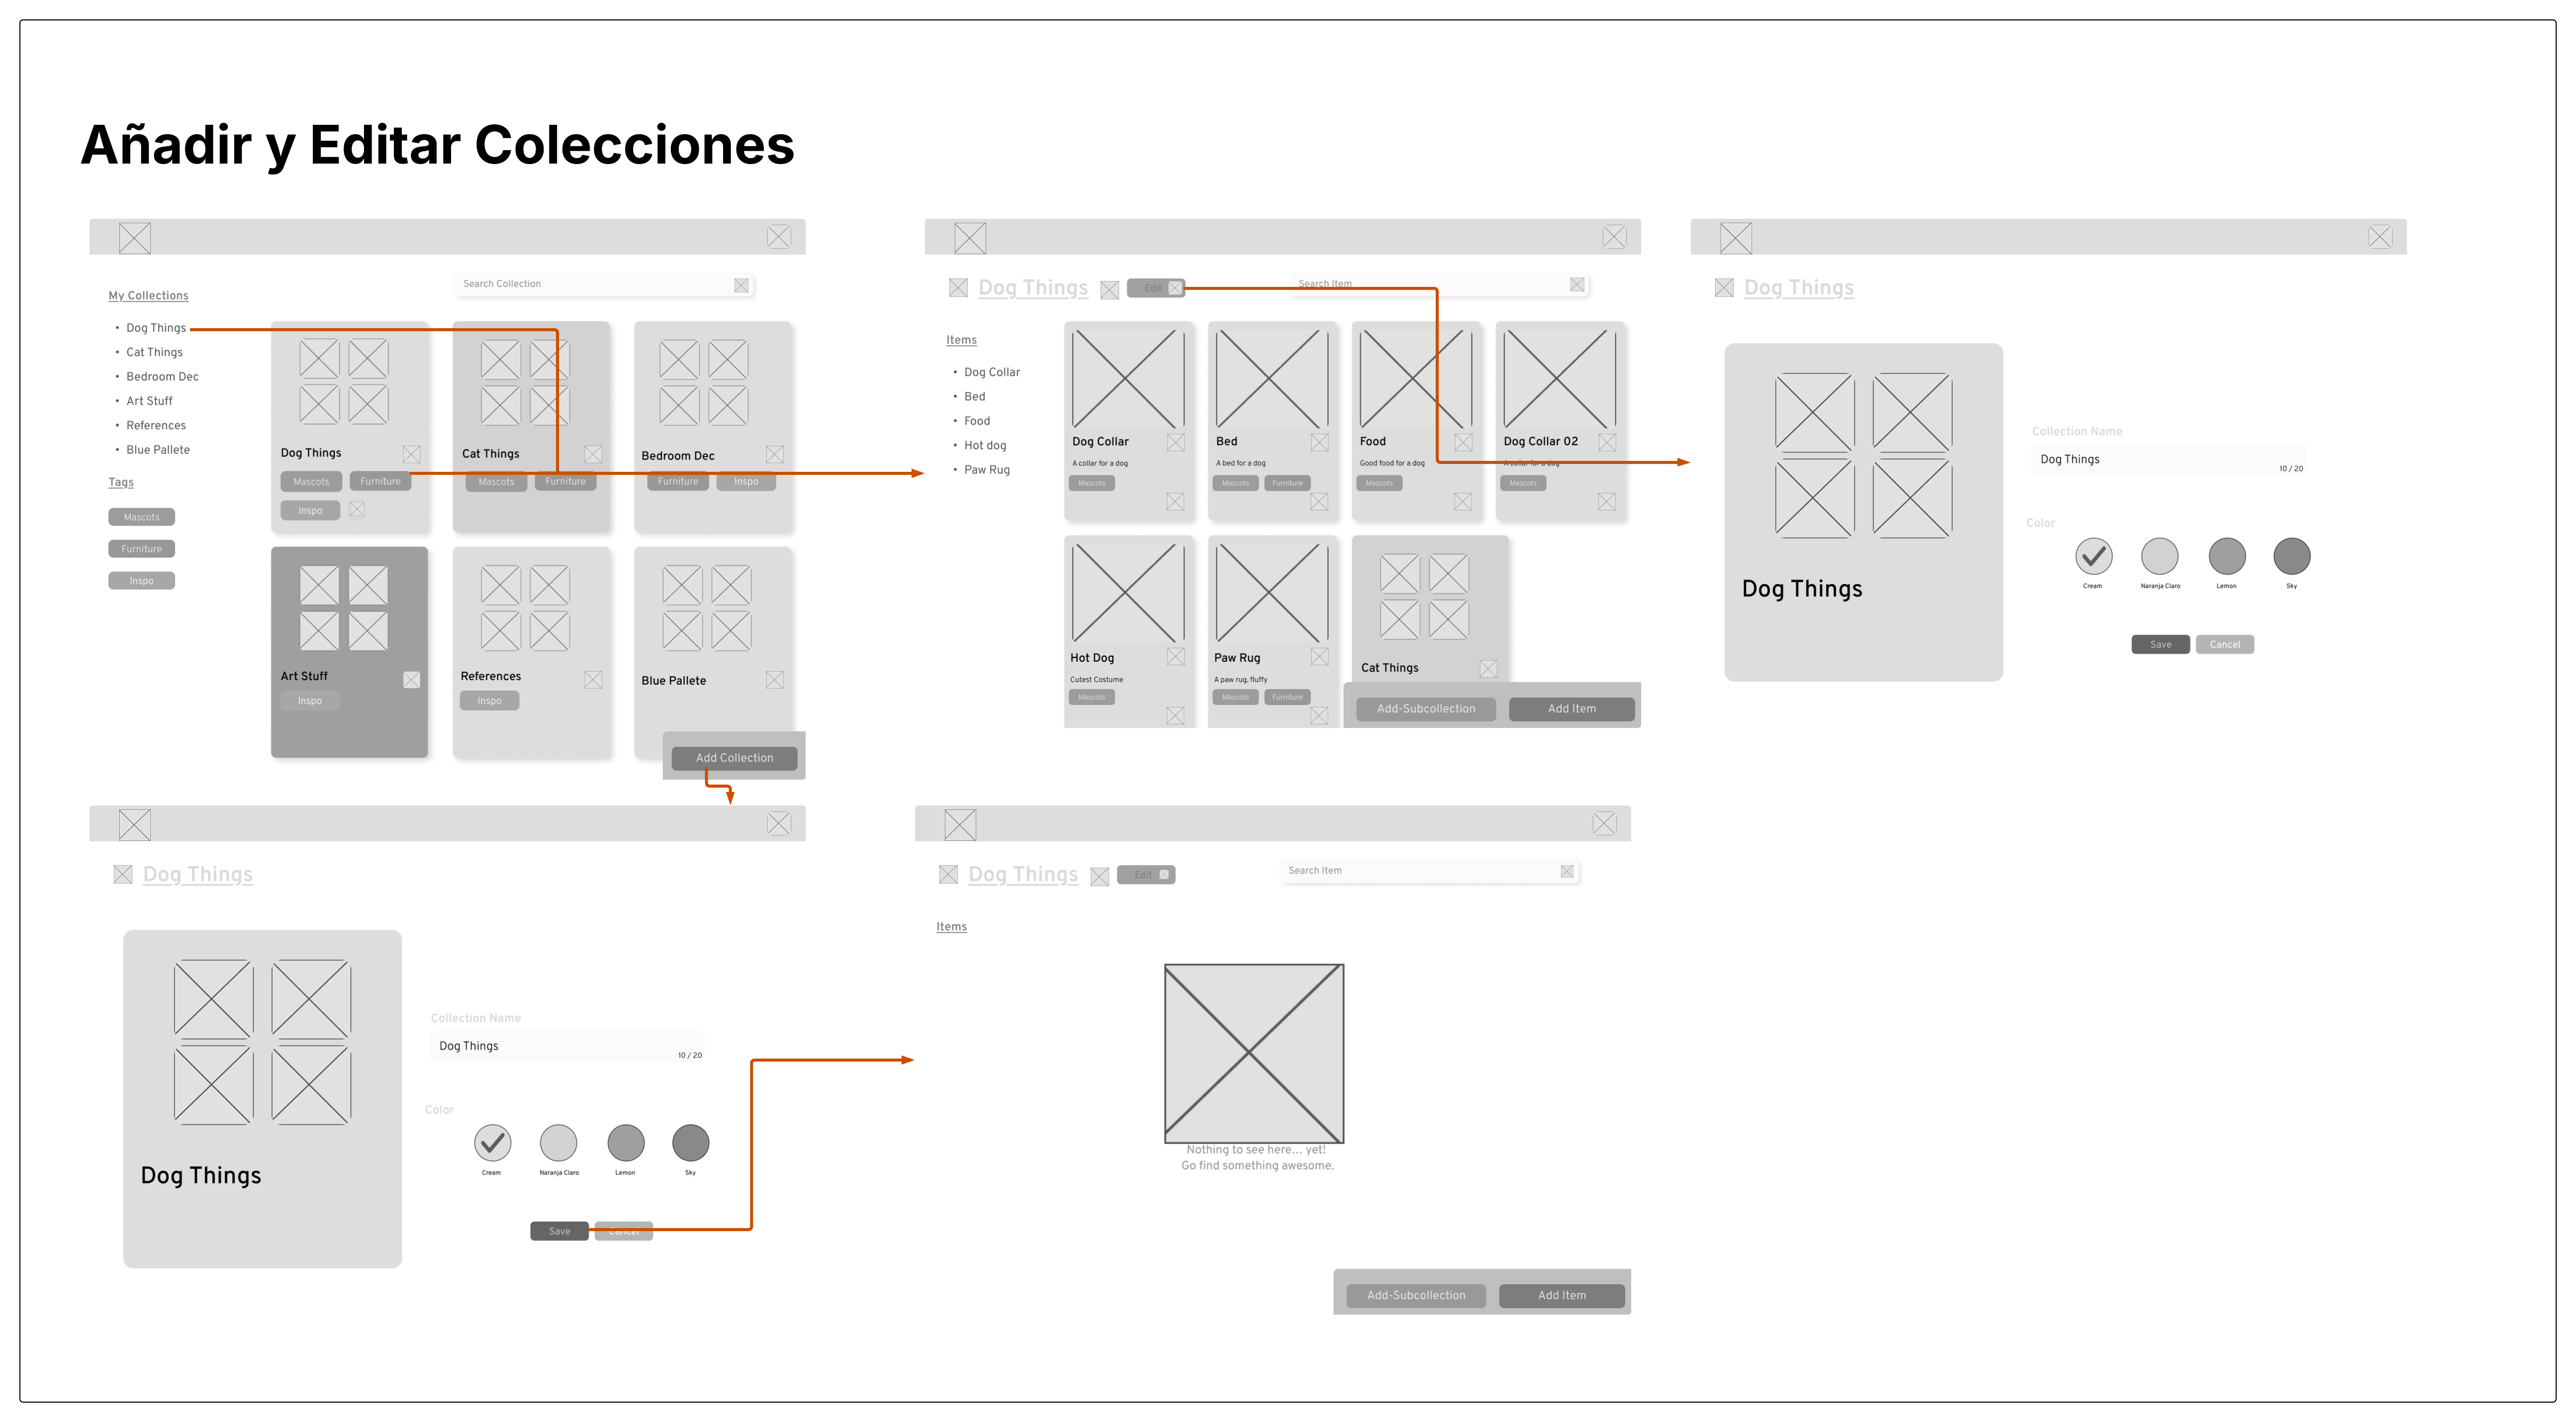 Añadir y Editar Colecciones
Search Collection
My Collections
• Dog Things
• Cat Things
• Bedroom Dec
• Art Stuff
• References
• Blue Pallete
Tags
Mascots
Furniture
Inspo
Dog Things
Mascots Furniture
Inspo
Cat Things
Mascots Furniture
Bedroom Dec
Furniture Inspo
Art Stuff
Inspo
References
Inspo
Blue Pallete
Add Collection
Dog Things
Edit
Search Item
Items
• Dog Collar
• Bed
• Food
• Hot dog
• Paw Rug
Dog Collar
A collar for a dog
Mascots
Bed
A bed for a dog
Mascots Furniture
Food
Good food for a dog
Mascots
Dog Collar 02
A collar for a dog
Mascots
Hot Dog
Cutest Costume
Mascots
Paw Rug
A paw rug, fluffy
Mascots Furniture
Cat Things
Add-Subcollection Add Item
Dog Things
Dog Things
Collection Name
Dog Things
10 / 20
Color
Cream Naranja Claro Lemon Sky
Save Cancel
Dog Things
Dog Things
Collection Name
Dog Things
10 / 20
Color
Cream Naranja Claro Lemon Sky
Save Cancel
Dog Things
Edit
Search Item
Items
Nothing to see here... yet!
Go find something awesome.
Add-Subcollection Add Item